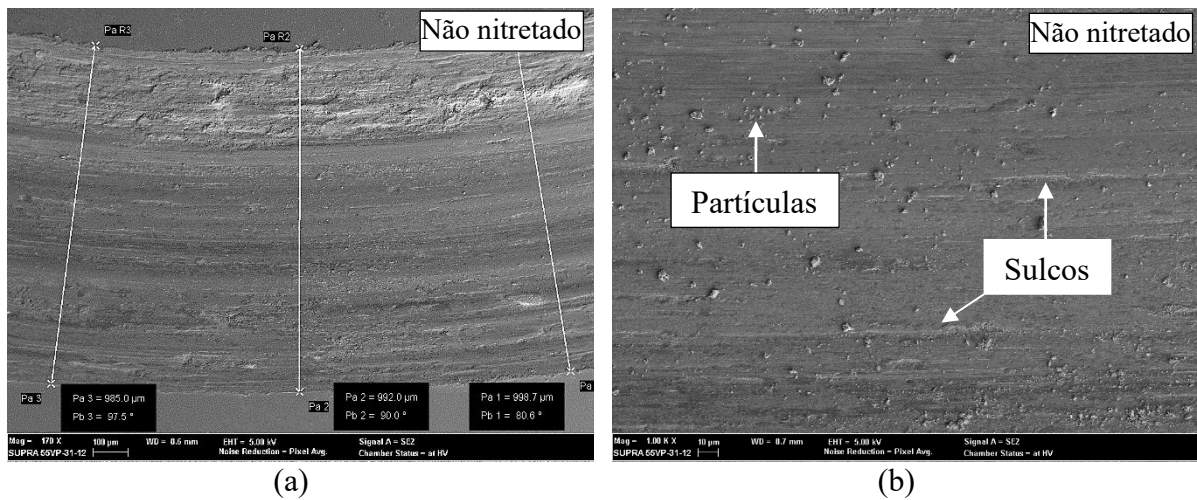 Pa R3
Pa R2
Não nitretado
Pa 3
Pa 3 = 985.0 µm
Pb 3 = 97.5 °
Pa 2
Pa 2 = 992.0 µm
Pb 2 = 90.0 °
Pa 1 = 998.7 µm
Pb 1 = 80.6 °
Pa
Mag = 170 X
100 µm
WD = 8.6 mm
EHT = 5.00 kV
Signal A = SE2
SUPRA 55VP-31-12
Noise Reduction = Pixel Avg.
Chamber Status = at HV
(a)
Não nitretado
Partículas
Sulcos
Mag = 1.00 K X
10 µm
WD = 8.7 mm
EHT = 5.00 kV
Signal A = SE2
SUPRA 55VP-31-12
Noise Reduction = Pixel Avg.
Chamber Status = at HV
(b)